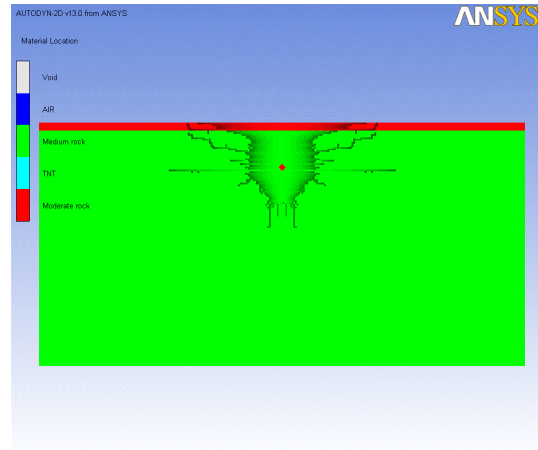 AUTODYN-2D v13.0 from ANSYS
ANSYS
Material Location
Void
AIR
Medium rock
TNT
Moderate rock